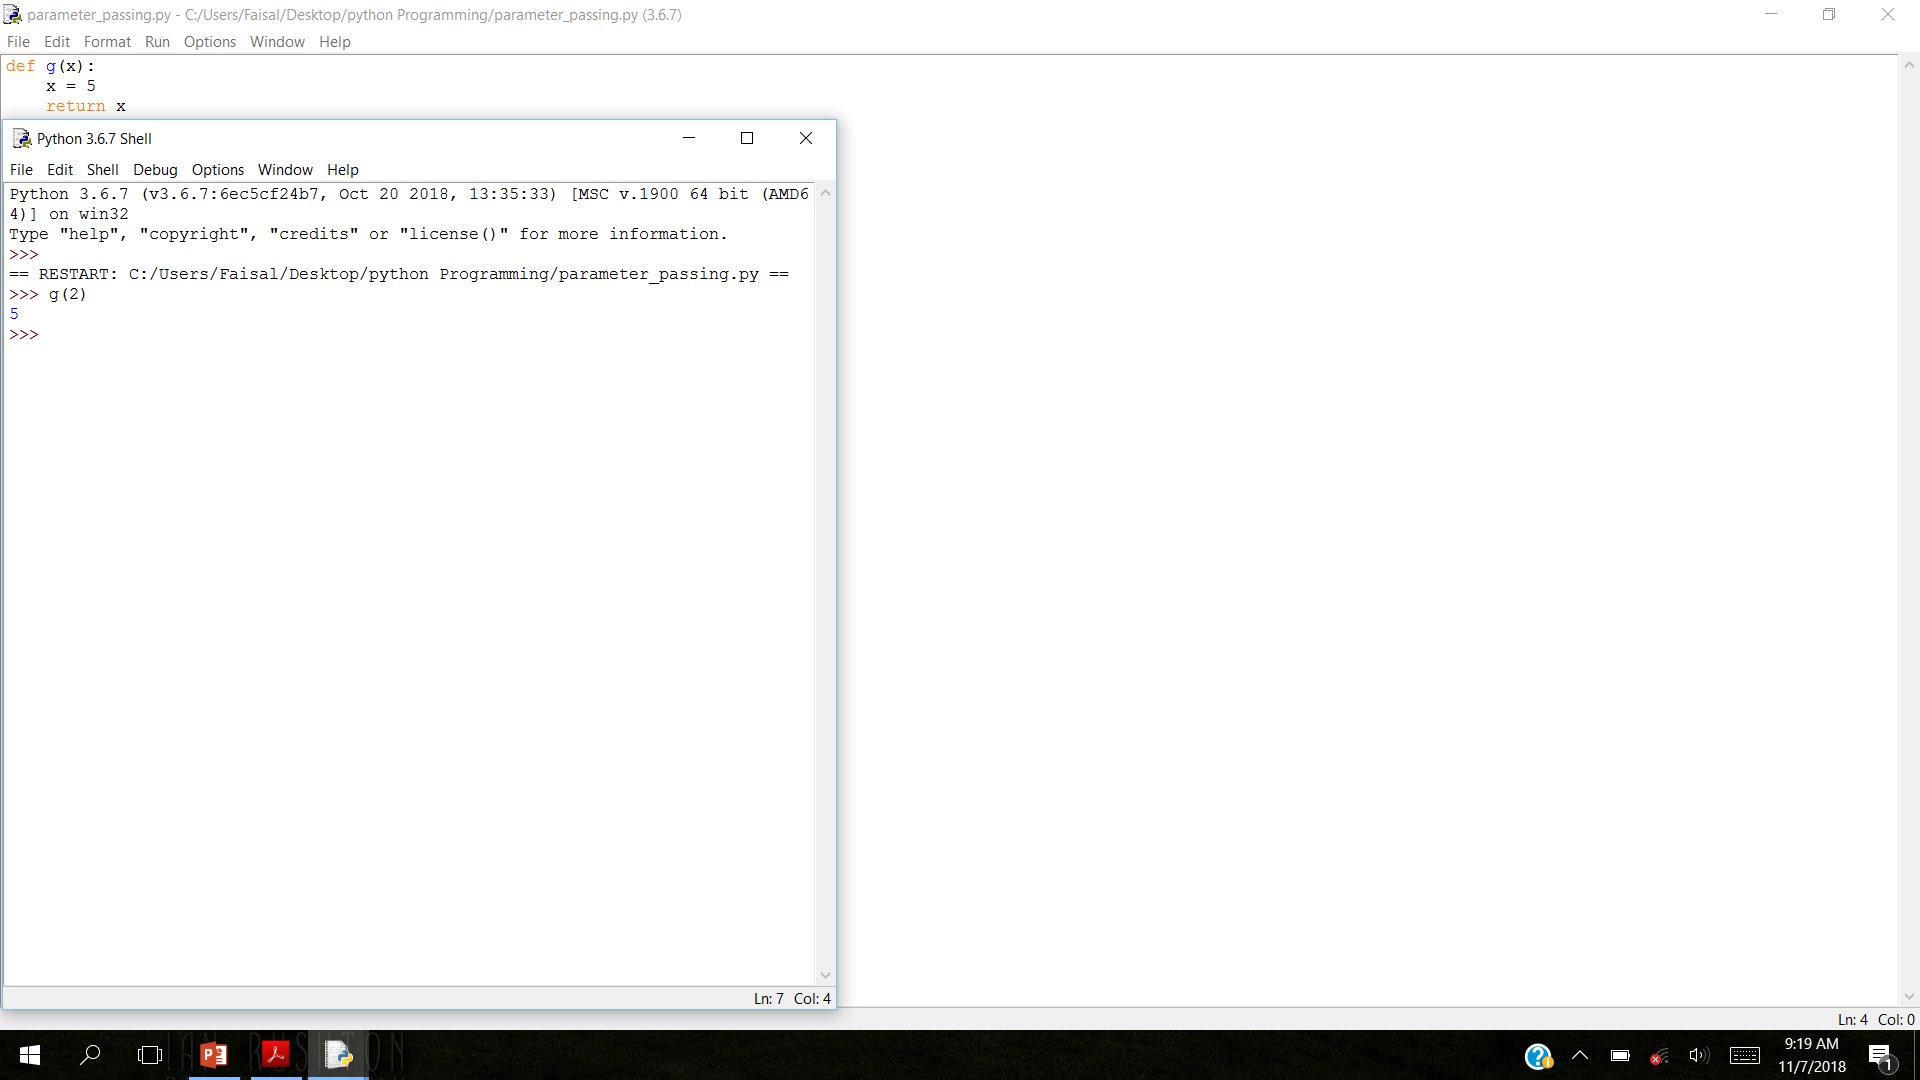 parameter_passing.py - C:/Users/Faisal/Desktop/python Programming/parameter_passing.py (3.6.7)
File Edit Format Run Options Window Help
def g(x):
    x = 5
    return x
Python 3.6.7 Shell
File Edit Shell Debug Options Window Help
Python 3.6.7 (v3.6.7:6ec5cf24b7, Oct 20 2018, 13:35:33) [MSC v.1900 64 bit (AMD6
4)] on win32
Type "help", "copyright", "credits" or "license()" for more information.
>>>
== RESTART: C:/Users/Faisal/Desktop/python Programming/parameter_passing.py ==
>>> g(2)
5
>>>
Ln: 7 Col: 4
Ln: 4 Col: 0
9:19 AM
11/7/2018
1